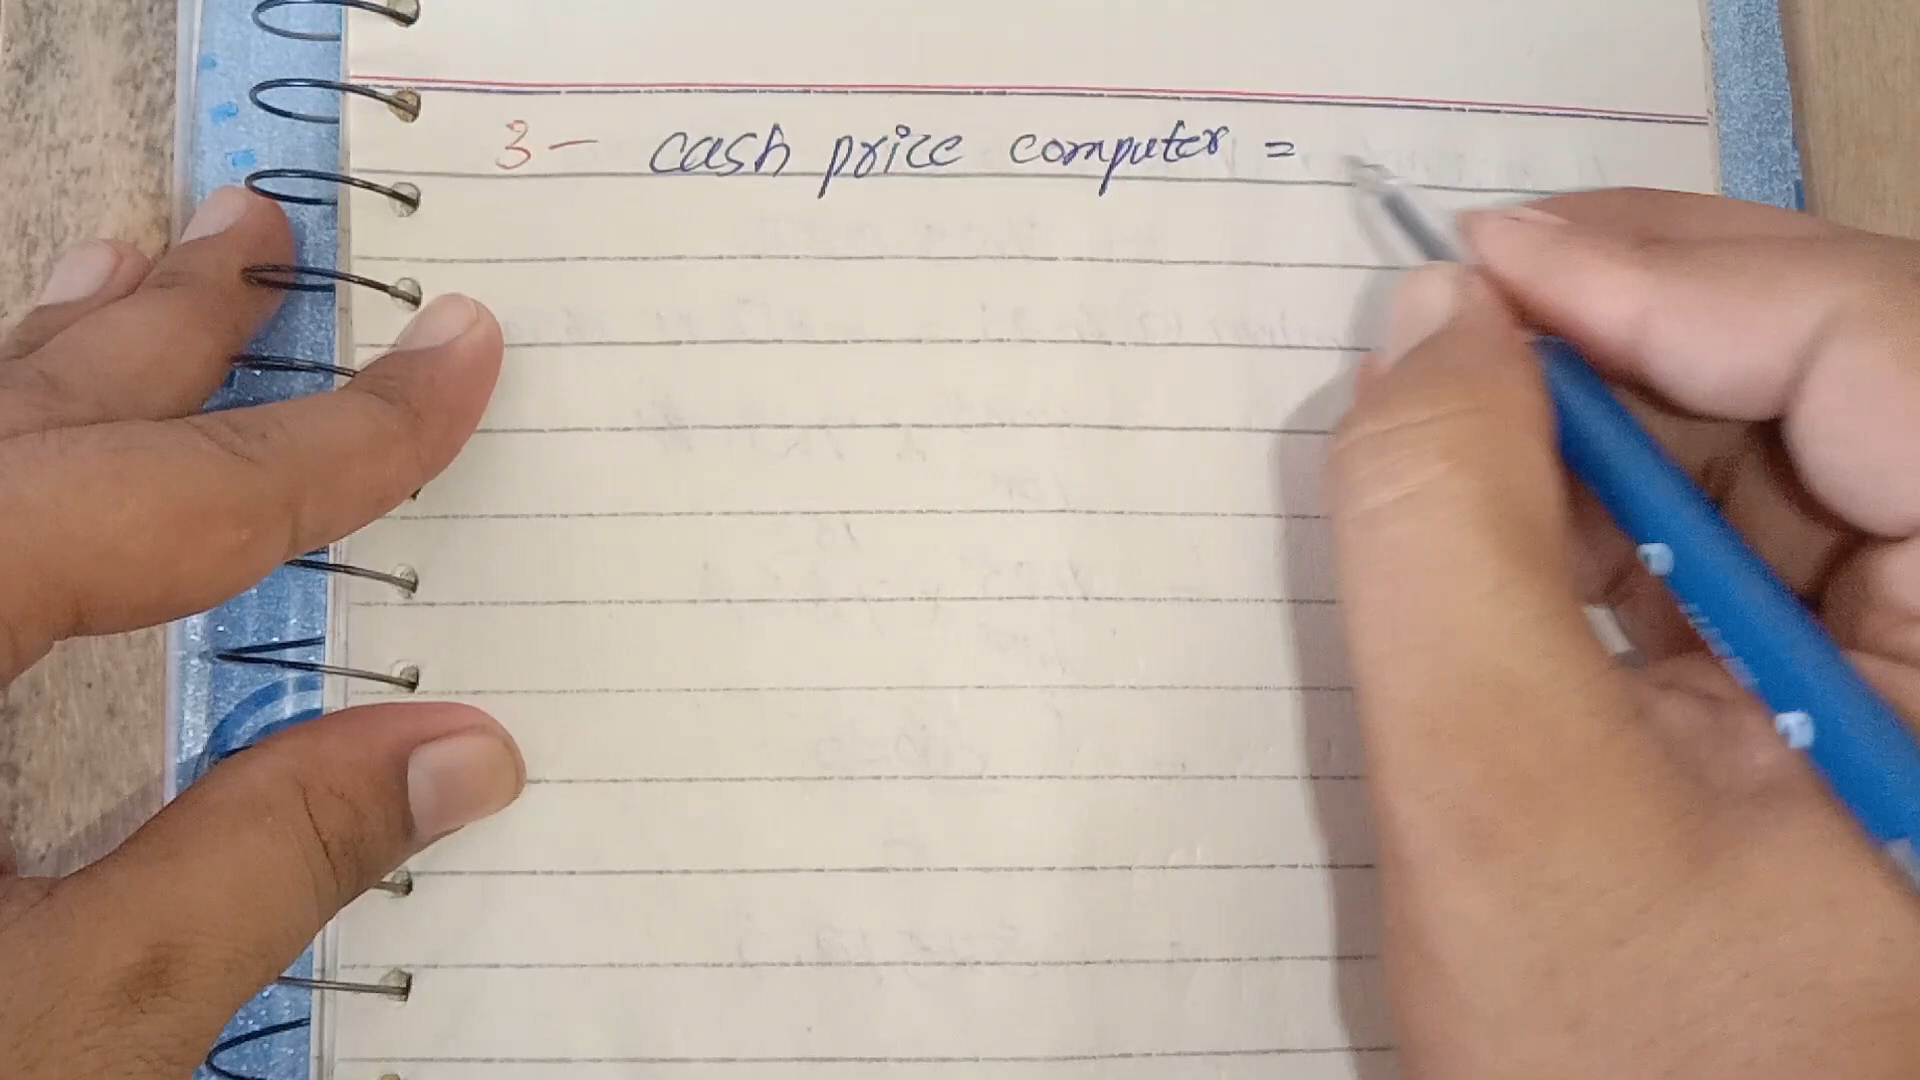 3- cash price computer =